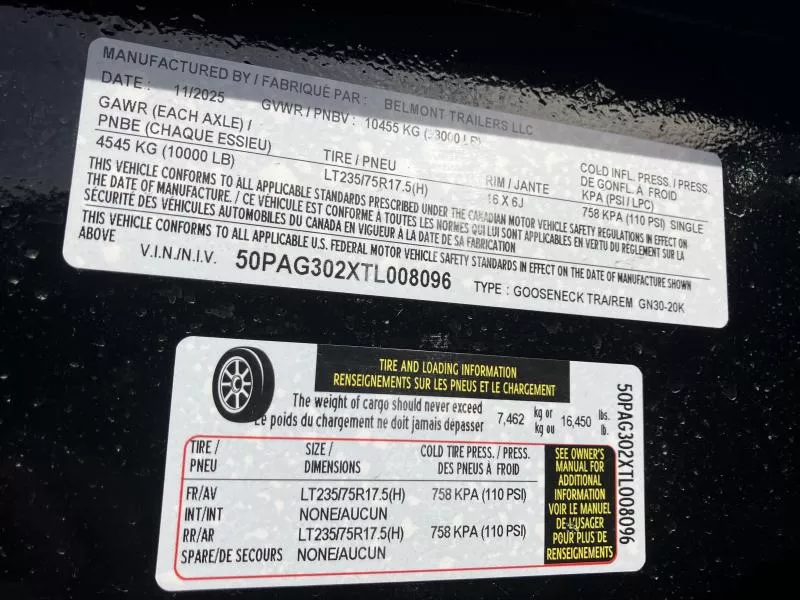 MANUFACTURED BY / FABRIQUÉ PAR : BELMONT TRAILERS LLC
DATE : 11/2025 GVWR / PNBV : 10455 KG
GAWR (EACH AXLE) /
PNBE (CHAQUE ESSIEU) TIRE / PNEU RIM / JANTE COLD INFL. PRESS. / PRESS.
DE GONFL. À FROID
KPA (PSI / LPC)
4545 KG (10000 LB) LT235/75R17.5(H) 16 X 6J 758 KPA (110 PSI) SINGLE
THIS VEHICLE CONFORMS TO ALL APPLICABLE STANDARDS PRESCRIBED UNDER THE CANADIAN MOTOR VEHICLE SAFETY REGULATIONS IN EFFECT ON
THE DATE OF MANUFACTURE. / CE VÉHICULE EST CONFORME À TOUTES LES NORMES QUI LUI SONT APPLICABLES EN VERTU DU RÈGLEMENT SUR LA
SÉCURITÉ DES VÉHICULES AUTOMOBILES DU CANADA EN VIGUEUR À LA DATE DE SA FABRICATION
THIS VEHICLE CONFORMS TO ALL APPLICABLE U.S. FEDERAL MOTOR VEHICLE SAFETY STANDARDS IN EFFECT ON THE DATE OF MANUFACTURE SHOWN
ABOVE
V.I.N./N.I.V. 50PAG302XTL008096 TYPE : GOOSENECK TRA/REM GN30-20K
TIRE AND LOADING INFORMATION
RENSEIGNEMENTS SUR LES PNEUS ET LE CHARGEMENT
The weight of cargo should never exceed
Le poids du chargement ne doit jamais dépasser
7,462 kg or
kg ou 16,450 lbs.
lb.
TIRE /
PNEU SIZE /
DIMENSIONS COLD TIRE PRESS. / PRESS.
DES PNEUS À FROID
FR/AV LT235/75R17.5(H) 758 KPA (110 PSI)
INT/INT NONE/AUCUN
RR/AR LT235/75R17.5(H) 758 KPA (110 PSI)
SPARE/DE SECOURS NONE/AUCUN
SEE OWNER'S
MANUAL FOR
ADDITIONAL
INFORMATION
VOIR LE MANUEL
DE L'USAGER
POUR PLUS DE
RENSEIGNEMENTS
50PAG302XTL008096